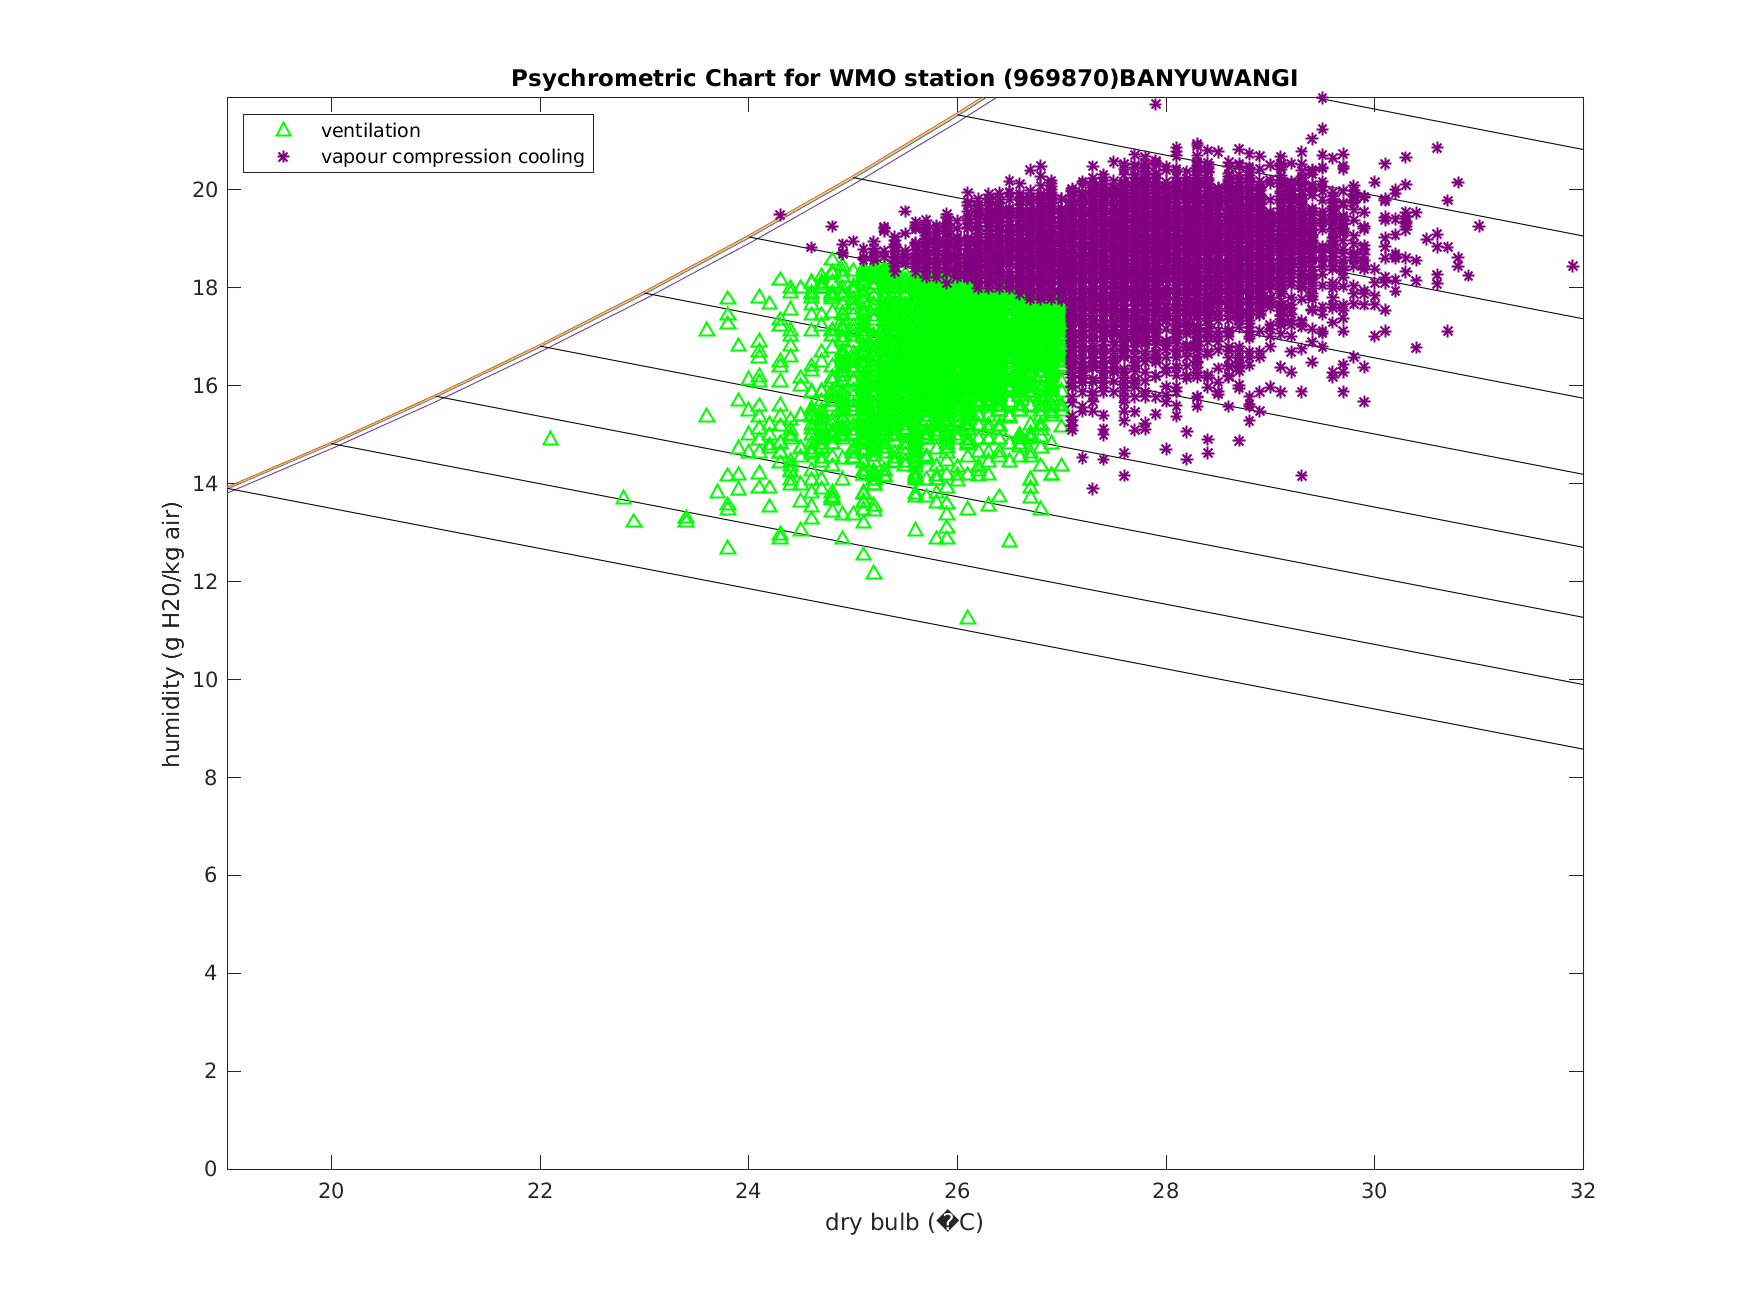 Psychrometric Chart for WMO station (969870)BANYUWANGI
ventilation
vapour compression cooling
20
18
16
14
12
10
8
6
4
2
0
humidity (g H20/kg air)
20 22 24 26 28 30 32
dry bulb (�C)